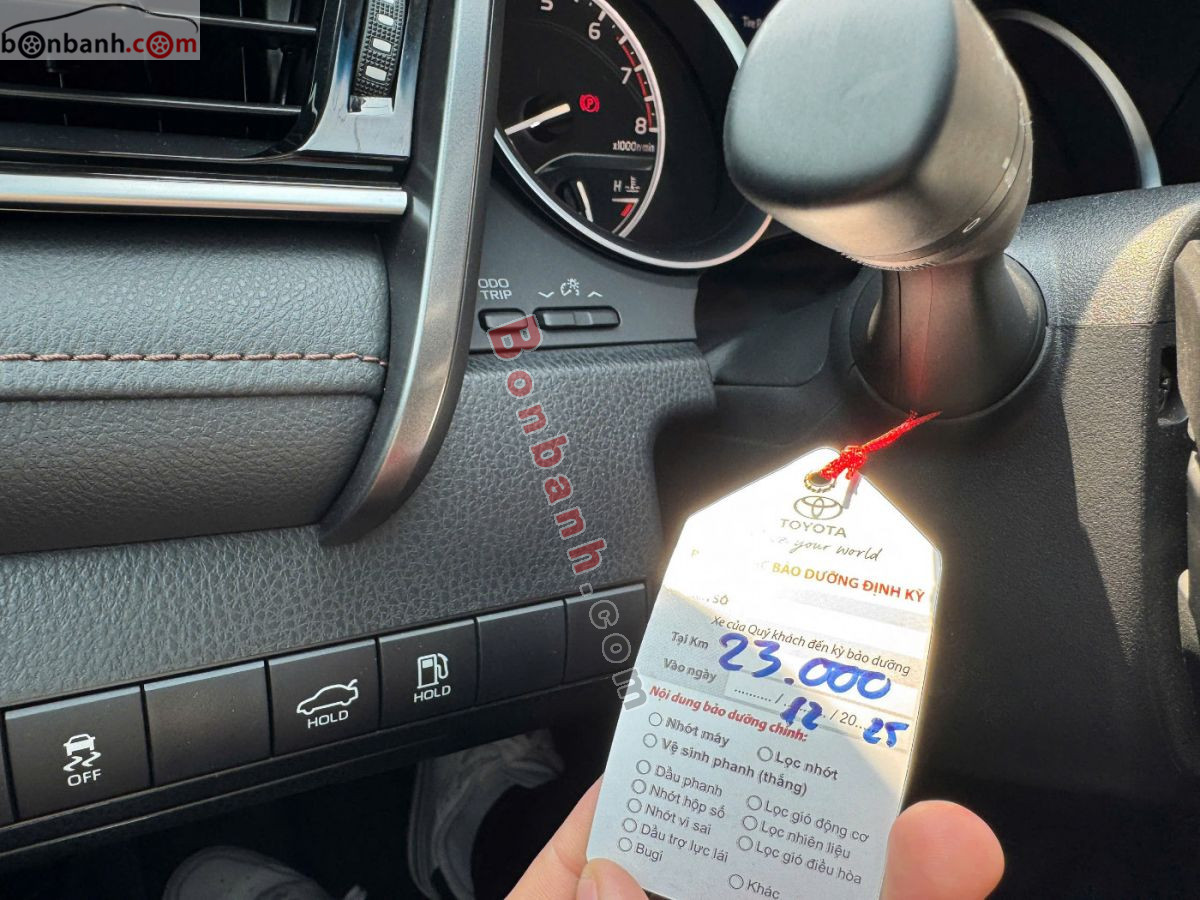 bonbanh.com
5
6
7
8
x1000r/min
H
ODO
TRIP
Bonbanh.com
OFF
HOLD
HOLD
TOYOTA
your world
BẢO DƯỠNG ĐỊNH KỲ
Số
Xe của Quý khách đến kỳ bảo dưỡng
Tại Km 23.000
Vào ngày ........../...12.../ 20...25
Nội dung bảo dưỡng chính:
Nhớt máy Lọc nhớt
Vệ sinh phanh (thắng)
Dầu phanh Lọc gió động cơ
Nhớt hộp số Lọc nhiên liệu
Nhớt vi sai Lọc gió điều hòa
Dầu trợ lực lái
Bugi Khác